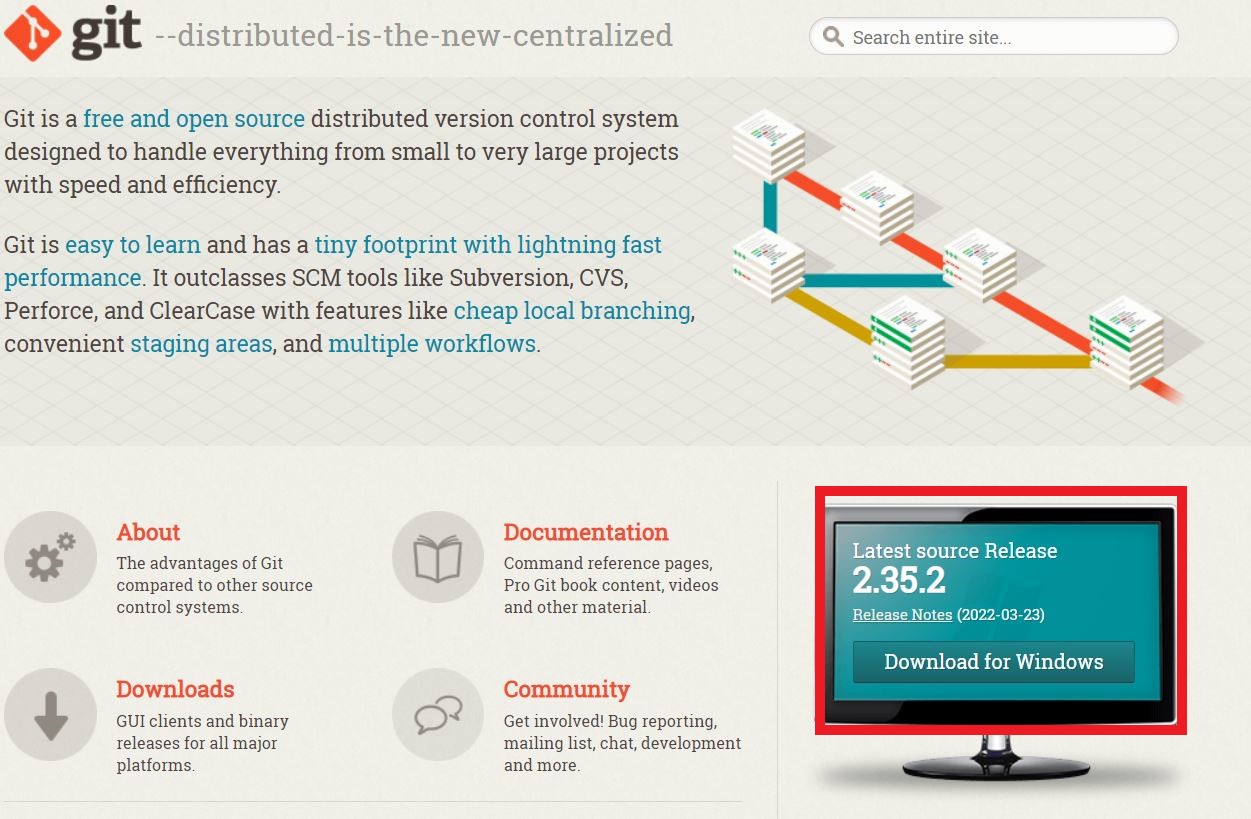 git --distributed-is-the-new-centralized
Search entire site...
Git is a free and open source distributed version control system
designed to handle everything from small to very large projects
with speed and efficiency.
Git is easy to learn and has a tiny footprint with lightning fast
performance. It outclasses SCM tools like Subversion, CVS,
Perforce, and ClearCase with features like cheap local branching,
convenient staging areas, and multiple workflows.
About
The advantages of Git
compared to other source
control systems.
Documentation
Command reference pages,
Pro Git book content, videos
and other material.
Downloads
GUI clients and binary
releases for all major
platforms.
Community
Get involved! Bug reporting,
mailing list, chat, development
and more.
Latest source Release
2.35.2
Release Notes (2022-03-23)
Download for Windows